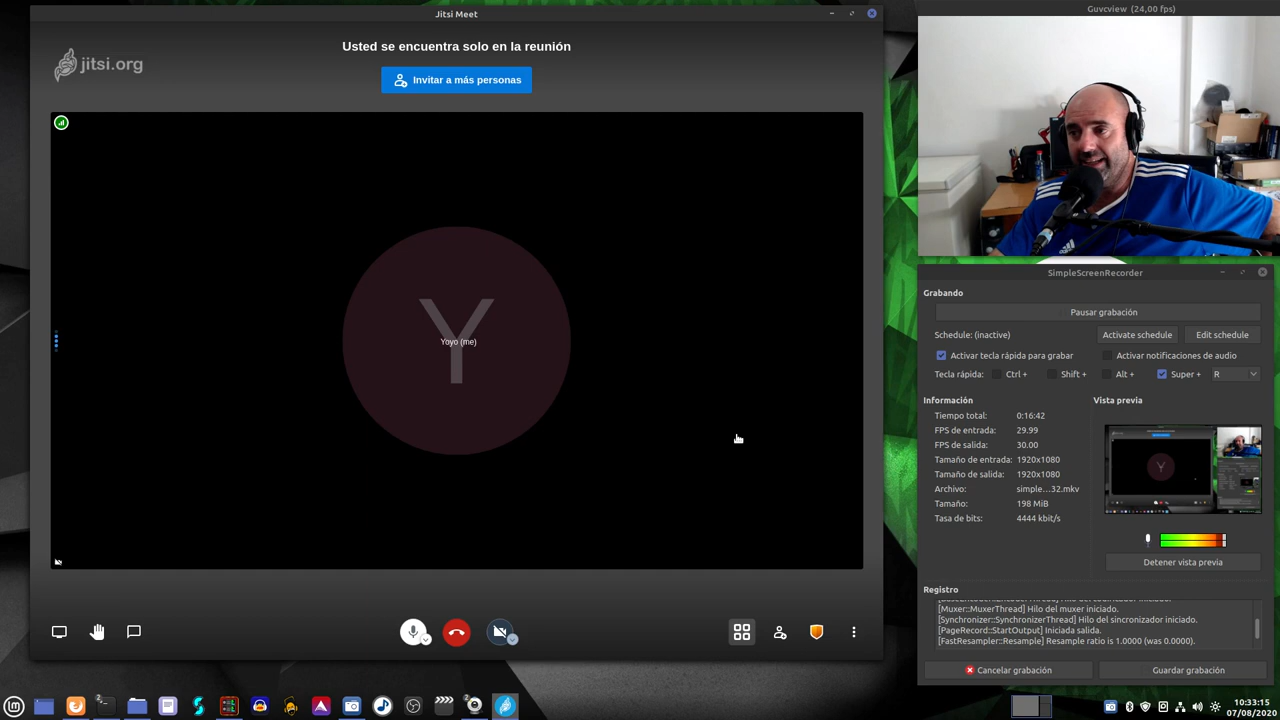 Jitsi Meet
jitsi.org
Usted se encuentra solo en la reunión
Invitar a más personas
Y
Yoyo (me)
Guvcview (24,00 fps)
SimpleScreenRecorder
Grabando
Pausar grabación
Schedule: (inactive)
Activate schedule
Edit schedule
Activar tecla rápida para grabar
Activar notificaciones de audio
Tecla rápida:
Ctrl +
Shift +
Alt +
Super +
R
Información
Tiempo total: 0:16:42
FPS de entrada: 29.99
FPS de salida: 30.00
Tamaño de entrada: 1920x1080
Tamaño de salida: 1920x1080
Archivo: simple...32.mkv
Tamaño: 198 MiB
Tasa de bits: 4444 kbit/s
Vista previa
Detener vista previa
Registro
[Muxer::MuxerThread] Hilo del muxer iniciado.
[Synchronizer::SynchronizerThread] Hilo del sincronizador iniciado.
[PageRecord::StartOutput] Iniciada salida.
[FastResampler::Resample] Resample ratio is 1.0000 (was 0.0000).
Cancelar grabación
Guardar grabación
10:33:15
07/08/2020